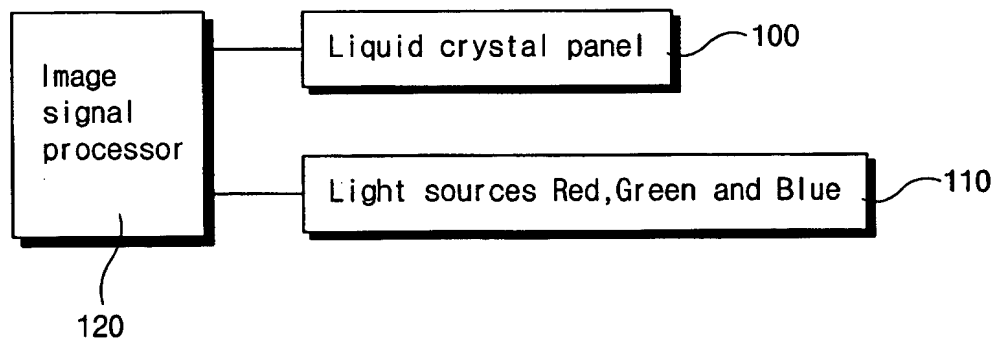 Image
signal
processor
Liquid crystal panel
100
Light sources Red,Green and Blue
110
120